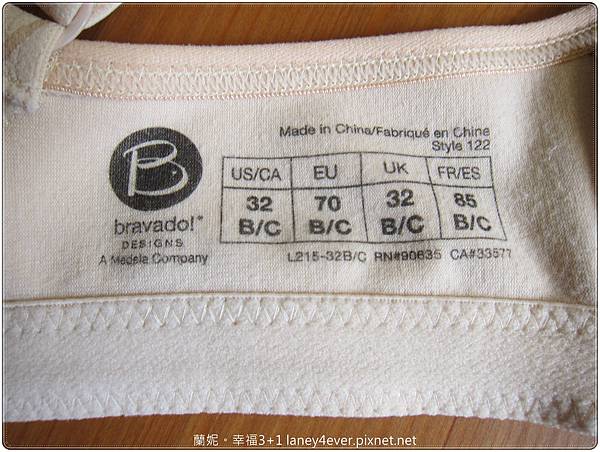 B
bravado!*
DESIGNS
A Medela Company
Made in China/Fabriqué en Chine
Style 122
US/CA EU UK FR/ES
32 70 32 85
B/C B/C B/C B/C
L215-32B/C RN#90635 CA#33577
蘭妮。幸福3+1 laney4ever.pixnet.net